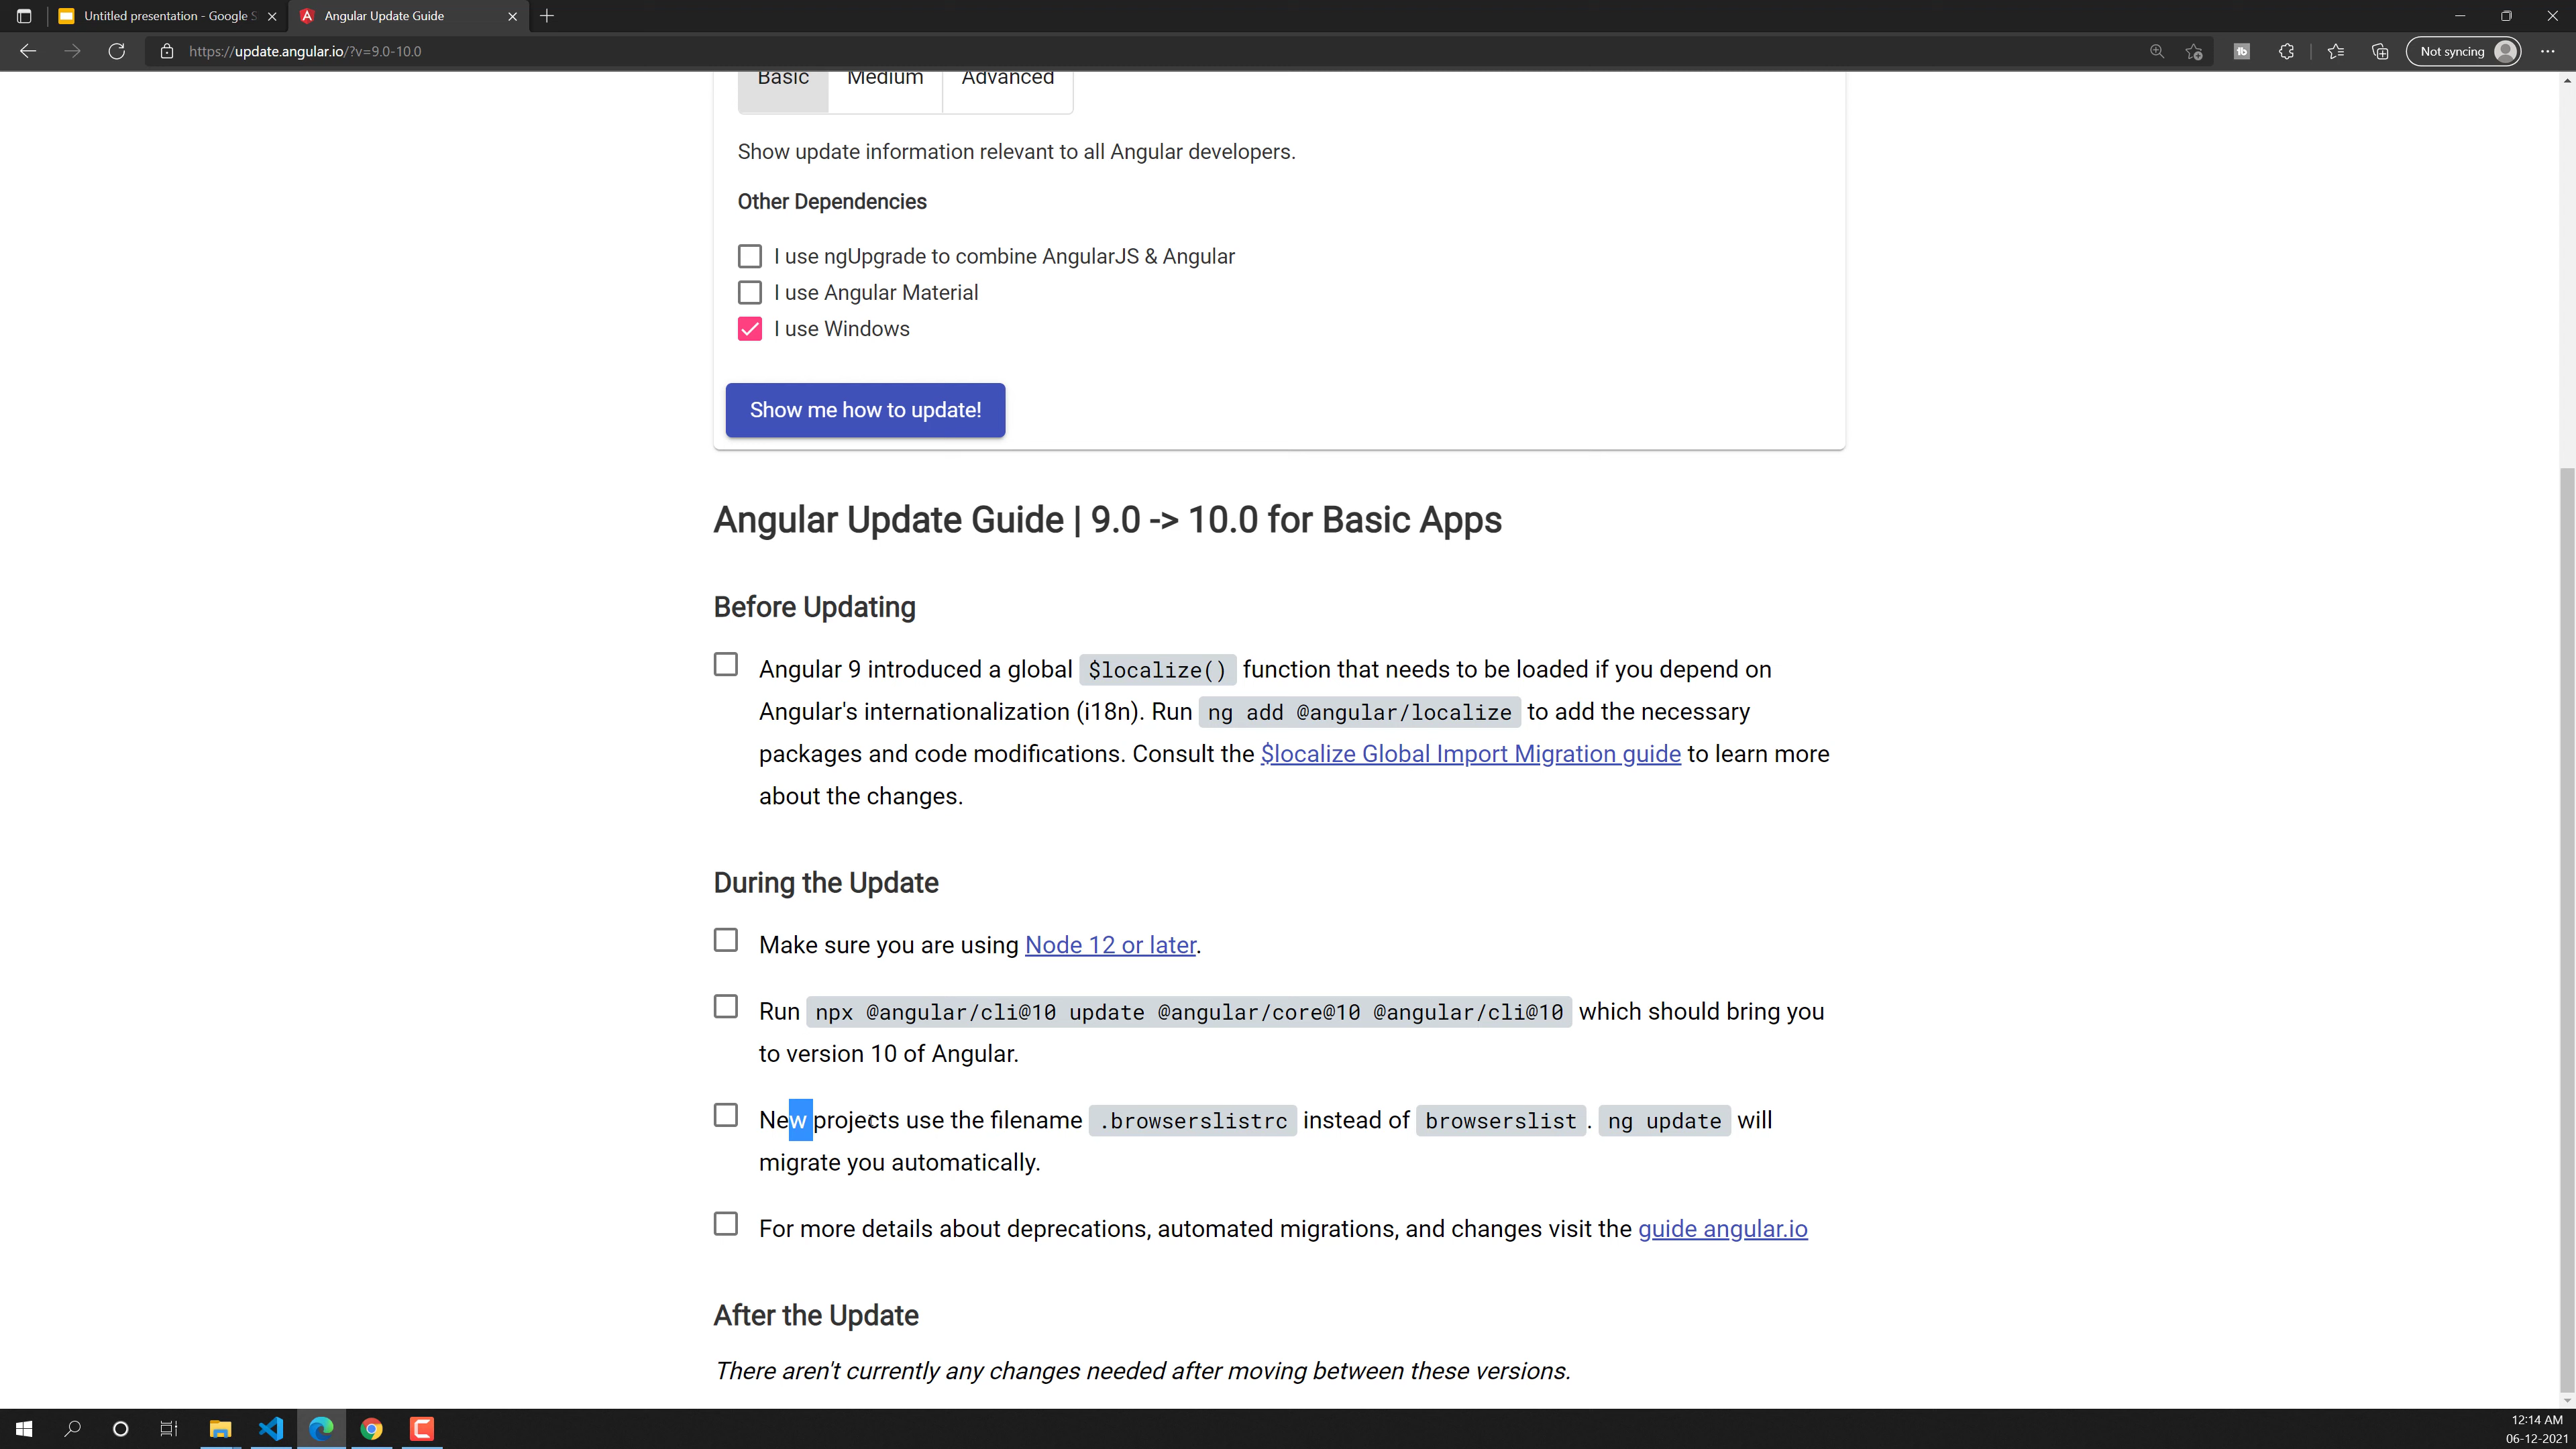 Untitled presentation - Google S
Angular Update Guide
https://update.angular.io/?v=9.0-10.0
Not syncing
Basic
Medium
Advanced
Show update information relevant to all Angular developers.
Other Dependencies
I use ngUpgrade to combine AngularJS & Angular
I use Angular Material
I use Windows
Show me how to update!
Angular Update Guide | 9.0 -> 10.0 for Basic Apps
Before Updating
Angular 9 introduced a global $localize() function that needs to be loaded if you depend on
Angular's internationalization (i18n). Run ng add @angular/localize to add the necessary
packages and code modifications. Consult the $localize Global Import Migration guide to learn more
about the changes.
During the Update
Make sure you are using Node 12 or later.
Run npx @angular/cli@10 update @angular/core@10 @angular/cli@10 which should bring you
to version 10 of Angular.
New projects use the filename .browserslistrc instead of browserslist. ng update will
migrate you automatically.
For more details about deprecations, automated migrations, and changes visit the guide angular.io
After the Update
There aren't currently any changes needed after moving between these versions.
12:14 AM
06-12-2021